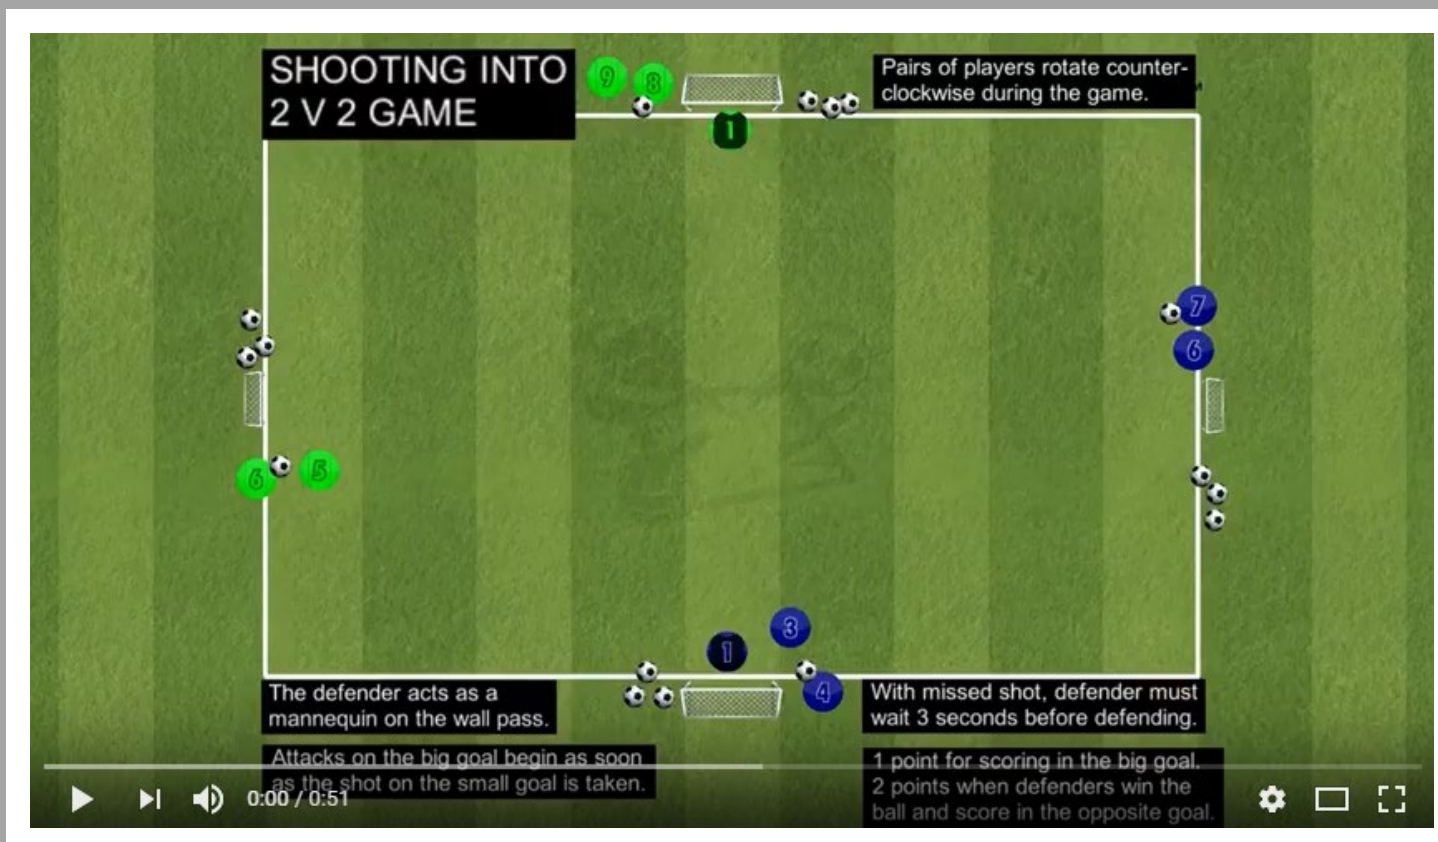 SHOOTING INTO
2 V 2 GAME
9
8
1
Pairs of players rotate counter-
clockwise during the game.
7
6
6
5
3
1
4
The defender acts as a
mannequin on the wall pass.
With missed shot, defender must
wait 3 seconds before defending.
Attacks on the big goal begin as soon
as the shot on the small goal is taken.
1 point for scoring in the big goal.
2 points when defenders win the
ball and score in the opposite goal.
0:00 / 0:51